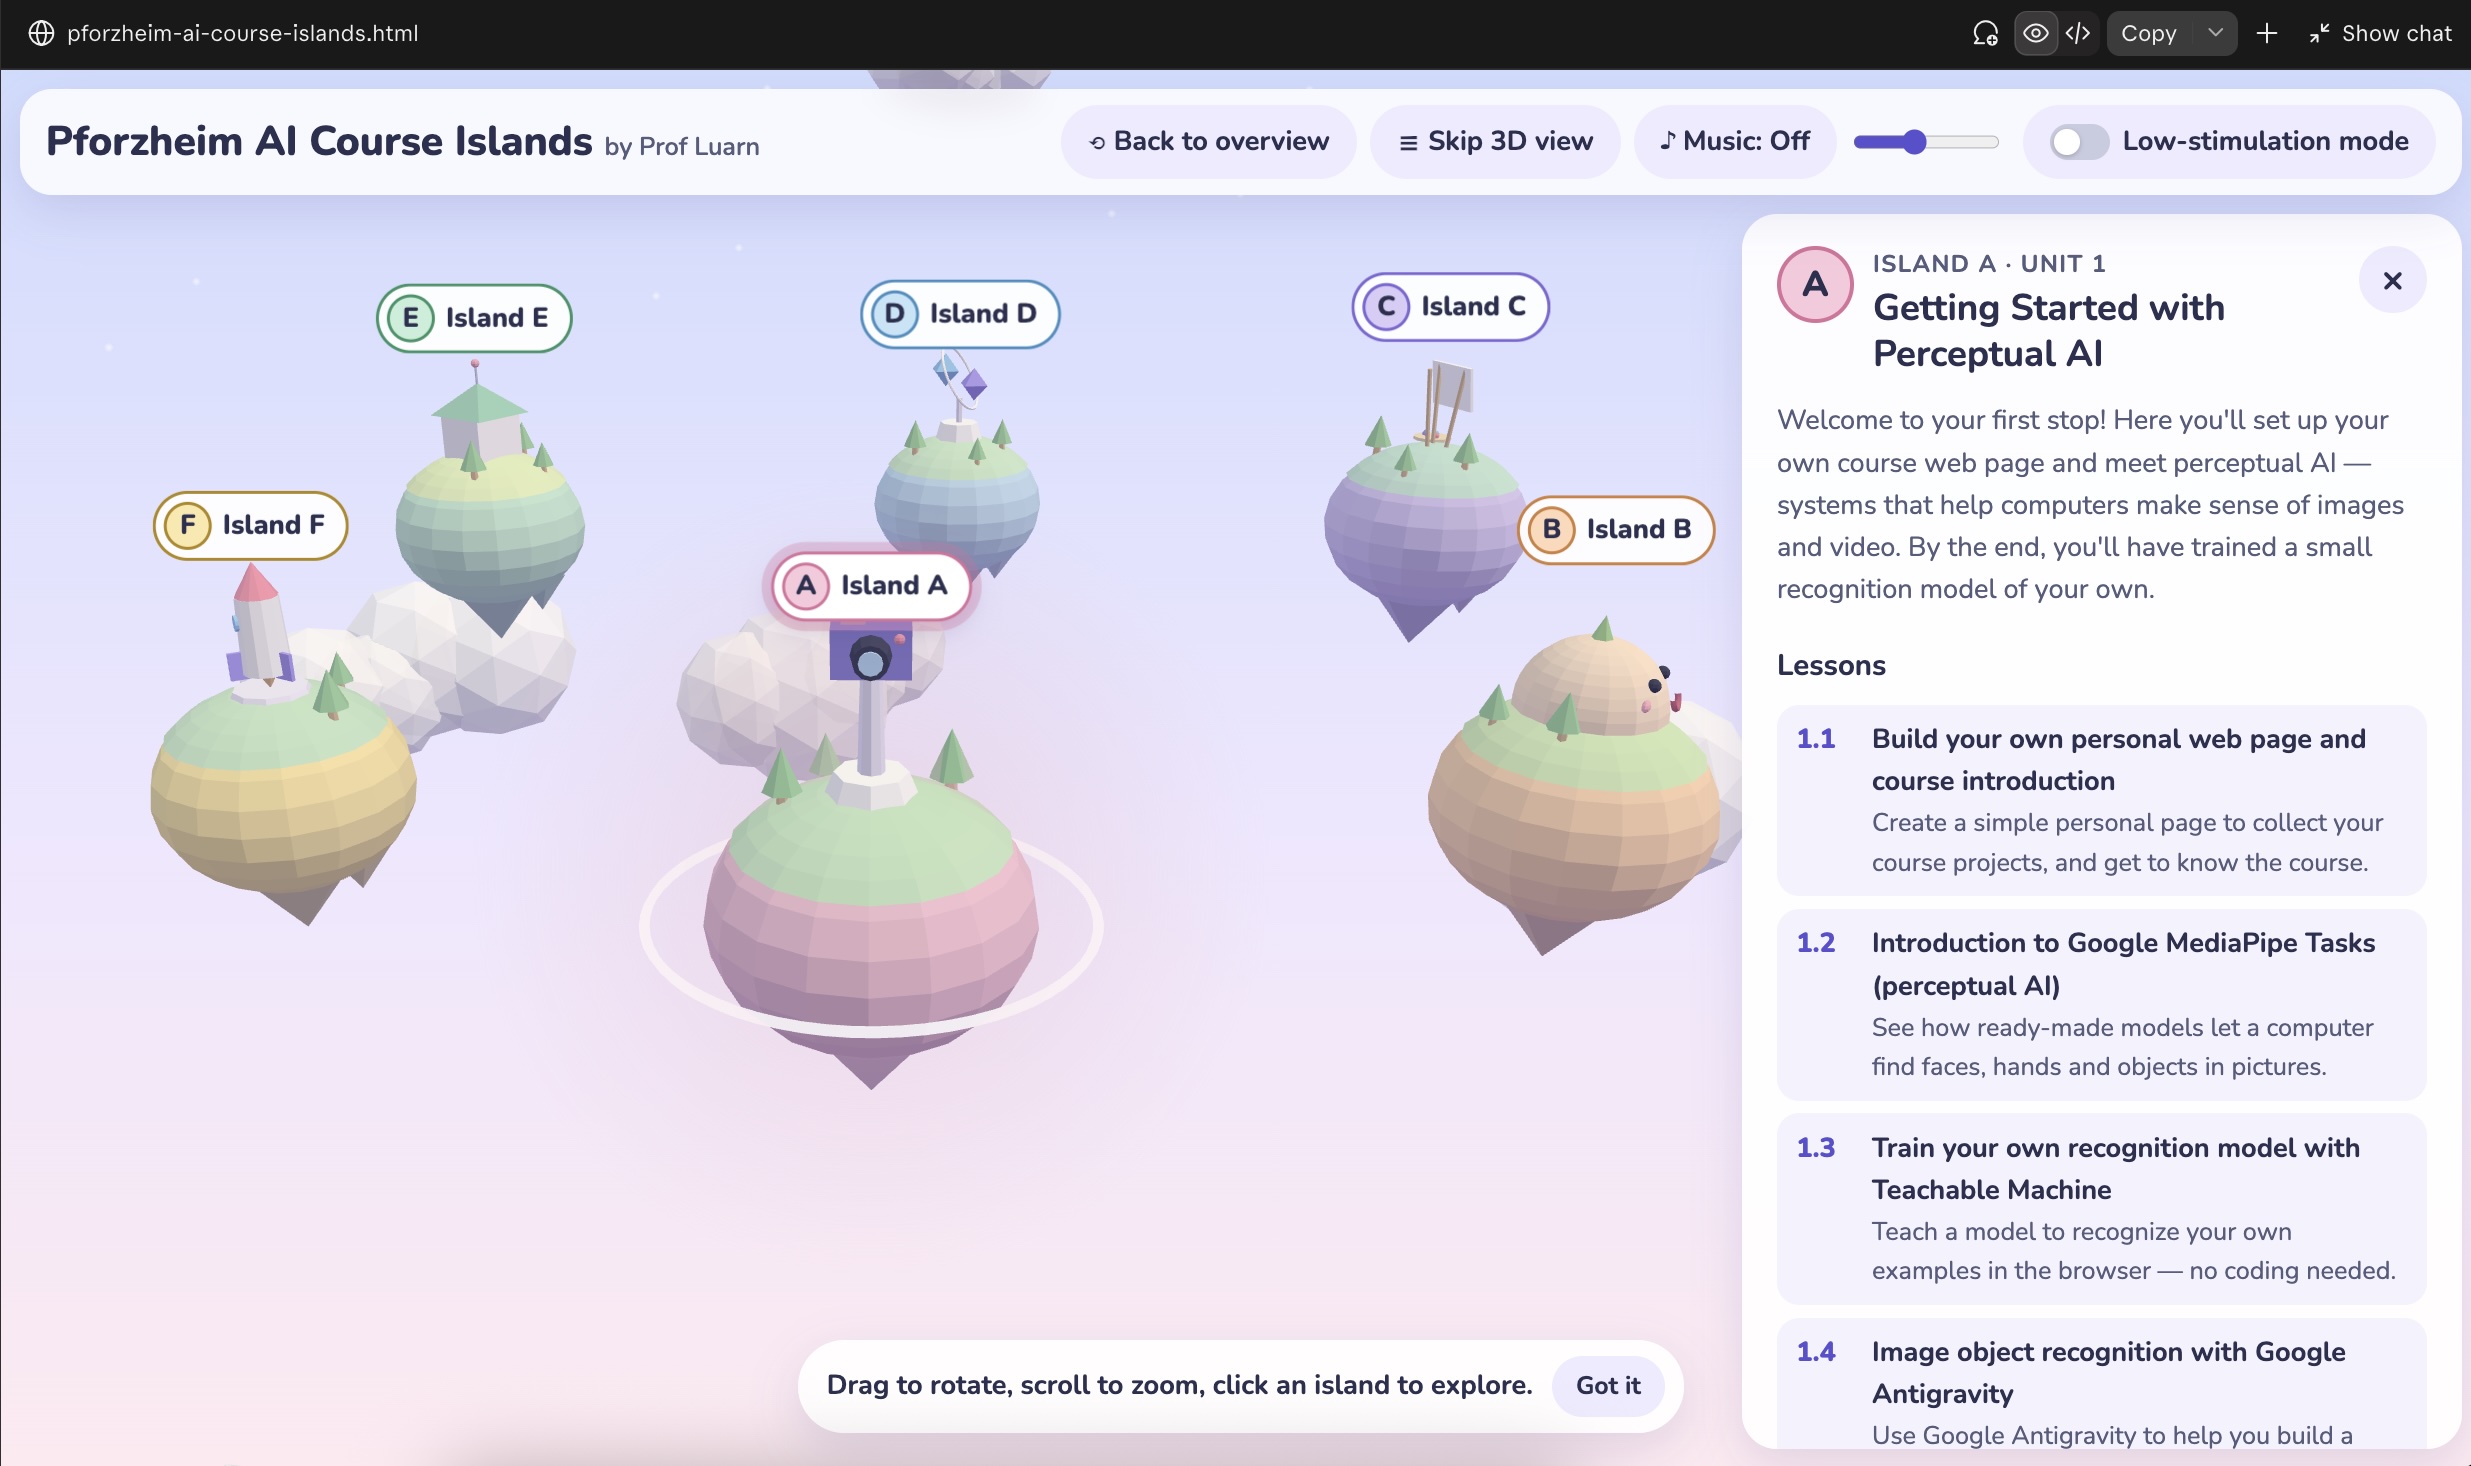 pforzheim-ai-course-islands.html
Copy
Show chat
Pforzheim AI Course Islands by Prof Luarn
Back to overview
Skip 3D view
Music: Off
Low-stimulation mode
E Island E
D Island D
C Island C
F Island F
B Island B
A Island A
A
ISLAND A · UNIT 1
Getting Started with
Perceptual AI
Welcome to your first stop! Here you'll set up your
own course web page and meet perceptual AI —
systems that help computers make sense of images
and video. By the end, you'll have trained a small
recognition model of your own.
Lessons
1.1 Build your own personal web page and
course introduction
Create a simple personal page to collect your
course projects, and get to know the course.
1.2 Introduction to Google MediaPipe Tasks
(perceptual AI)
See how ready-made models let a computer
find faces, hands and objects in pictures.
1.3 Train your own recognition model with
Teachable Machine
Teach a model to recognize your own
examples in the browser — no coding needed.
1.4 Image object recognition with Google
Antigravity
Use Google Antigravity to help you build a
Drag to rotate, scroll to zoom, click an island to explore.
Got it